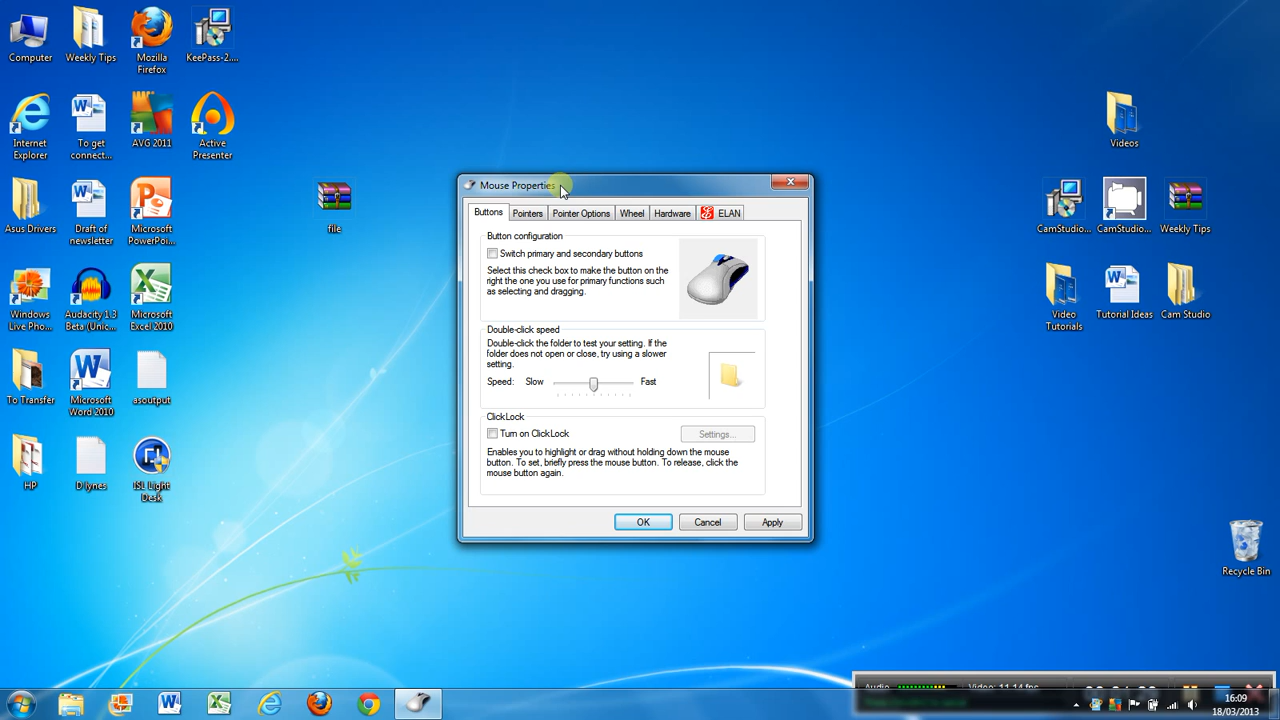 Computer
Weekly Tips
Mozilla
Firefox
KeePass-2....
Internet
Explorer
To get
connect...
AVG 2011
Active
Presenter
Asus Drivers
Draft of
newsletter
Microsoft
PowerPoi...
file
Windows
Live Pho...
Audacity 1.3
Beta (Unic...
Microsoft
Excel 2010
To Transfer
Microsoft
Word 2010
asoutput
HP
D lynes
ISL Light
Desk
Videos
CamStudio...
CamStudio...
Weekly Tips
Video
Tutorials
Tutorial Ideas
Cam Studio
Recycle Bin
Mouse Properties
Buttons
Pointers
Pointer Options
Wheel
Hardware
ELAN
Button configuration
Switch primary and secondary buttons
Select this check box to make the button on the
right the one you use for primary functions such
as selecting and dragging.
Double-click speed
Double-click the folder to test your setting. If the
folder does not open or close, try using a slower
setting.
Speed: Slow Fast
ClickLock
Turn on ClickLock
Settings...
Enables you to highlight or drag without holding down the mouse
button. To set, briefly press the mouse button. To release, click the
mouse button again.
OK
Cancel
Apply
Audio
Video: 11.14 fps
16:09
18/03/2013